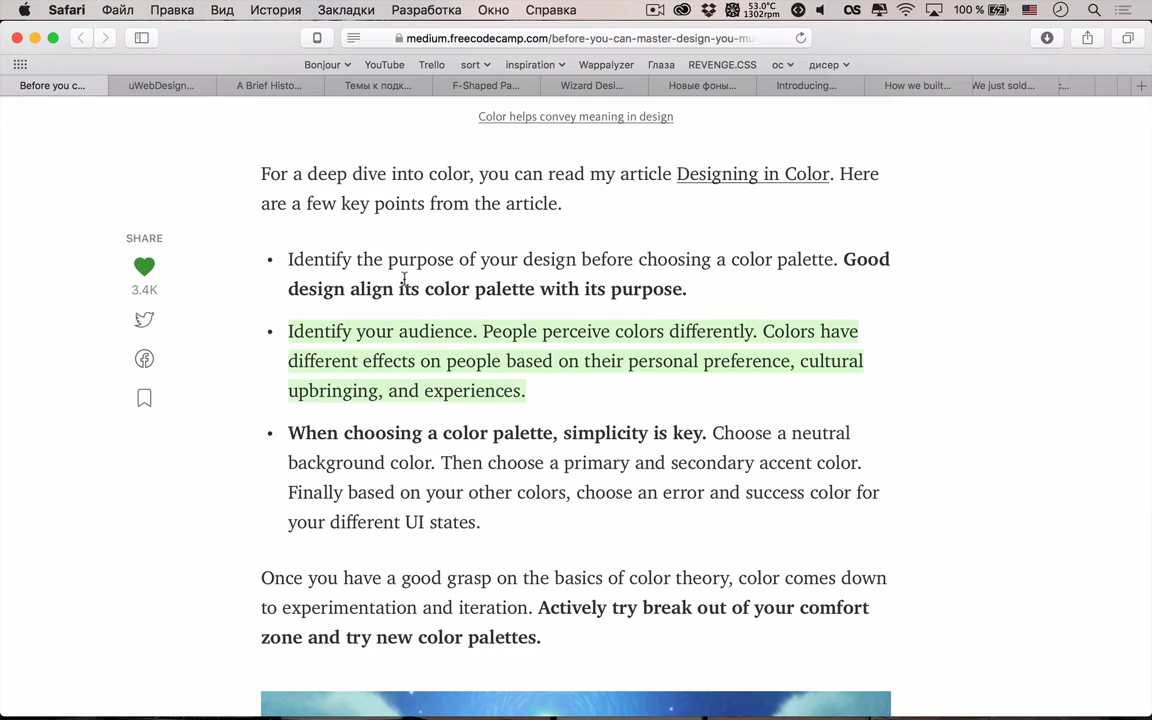 Safari Файл Правка Вид История Закладки Разработка Окно Справка 53.0°C 1302rpm 100 %
medium.freecodecamp.com/before-you-can-master-design-you-mu
Bonjour YouTube Trello sort inspiration Wappalyzer Глаза REVENGE.CSS ос дисер
Before you c... uWebDesign... A Brief Histo... Темы к подк... F-Shaped Pa... Wizard Desi... Новые фоны... Introducing... How we built... We just sold...
Color helps convey meaning in design
For a deep dive into color, you can read my article Designing in Color. Here
are a few key points from the article.
SHARE
3.4K
• Identify the purpose of your design before choosing a color palette. Good
design align its color palette with its purpose.
• Identify your audience. People perceive colors differently. Colors have
different effects on people based on their personal preference, cultural
upbringing, and experiences.
• When choosing a color palette, simplicity is key. Choose a neutral
background color. Then choose a primary and secondary accent color.
Finally based on your other colors, choose an error and success color for
your different UI states.
Once you have a good grasp on the basics of color theory, color comes down
to experimentation and iteration. Actively try break out of your comfort
zone and try new color palettes.